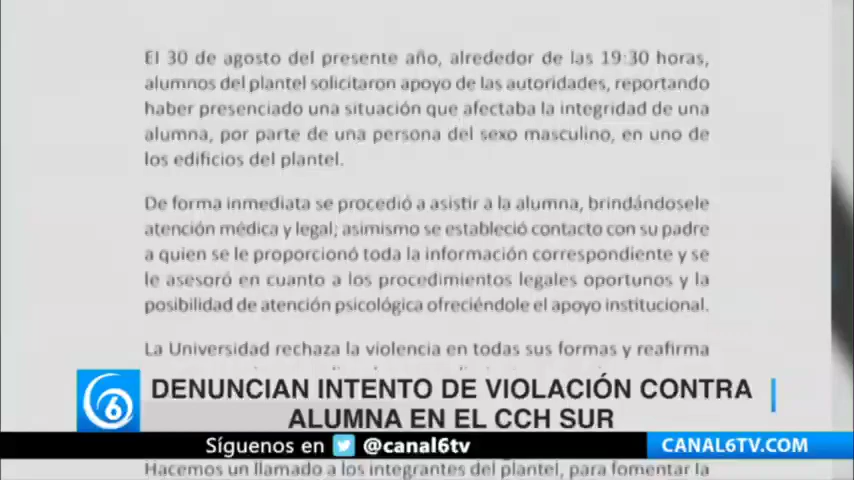 El 30 de agosto del presente año, alrededor de las 19:30 horas,
alumnos del plantel solicitaron apoyo de las autoridades, reportando
haber presenciado una situación que afectaba la integridad de una
alumna, por parte de una persona del sexo masculino, en uno de
los edificios del plantel.
De forma inmediata se procedió a asistir a la alumna, brindándosele
atención médica y legal; asimismo se estableció contacto con su padre
a quien se le proporcionó toda la información correspondiente y se
le asesoró en cuanto a los procedimientos legales oportunos y la
posibilidad de atención psicológica ofreciéndole el apoyo institucional.
La Universidad rechaza la violencia en todas sus formas y reafirma
6
DENUNCIAN INTENTO DE VIOLACIÓN CONTRA
ALUMNA EN EL CCH SUR
Síguenos en @canal6tv
CANAL6TV.COM
Hacemos un llamado a los integrantes del plantel, para fomentar la